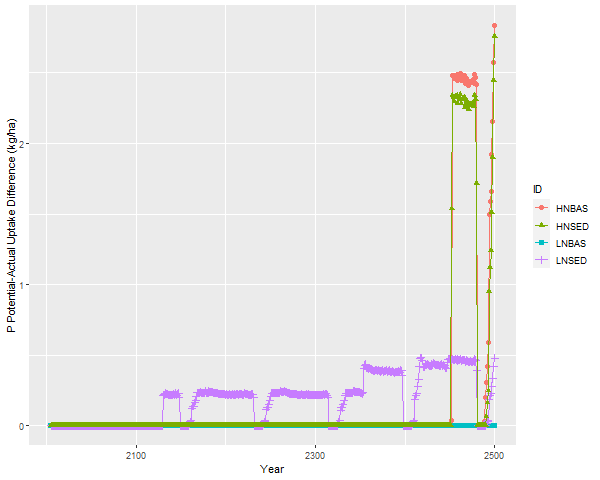 P Potential-Actual Uptake Difference (kg/ha)
2
1
0
2100
2300
2500
Year
ID
HNBAS
HNSED
LNBAS
LNSED